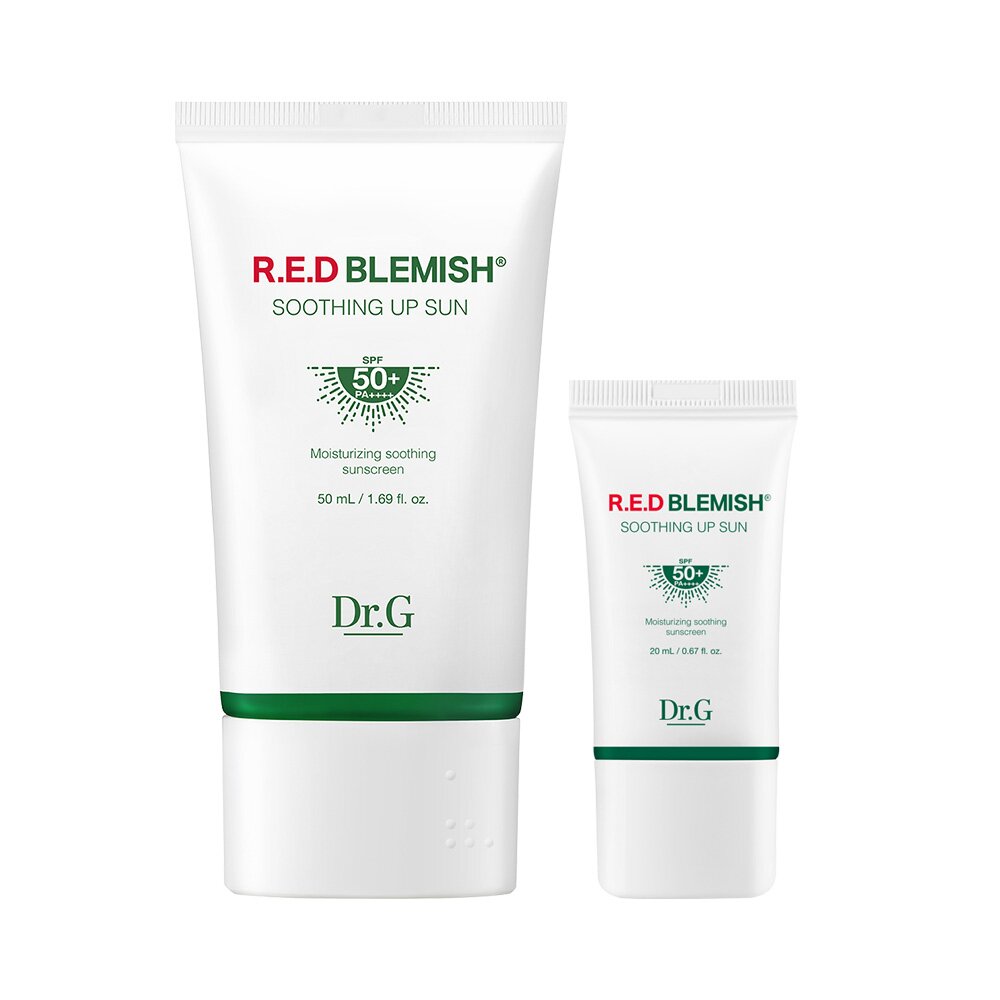 R.E.D BLEMISH®
SOOTHING UP SUN
SPF
50+
PA++++
Moisturizing soothing
sunscreen
50 mL / 1.69 fl. oz.
Dr.G
R.E.D BLEMISH®
SOOTHING UP SUN
SPF
50+
PA++++
Moisturizing soothing
sunscreen
20 mL / 0.67 fl. oz.
Dr.G